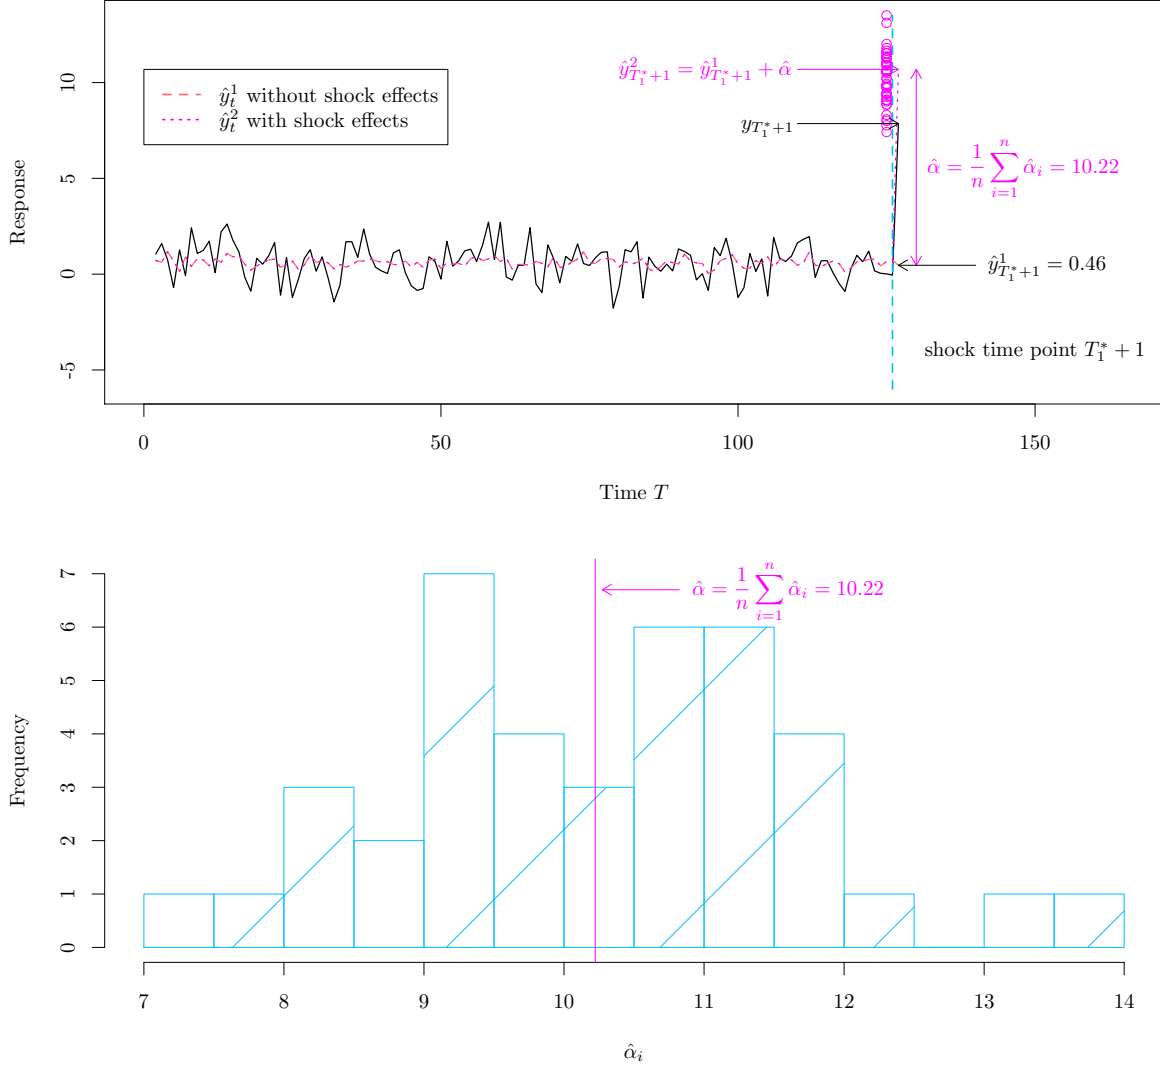 Response
10
5
0
-5
ŷ¹ₜ without shock effects
ŷ²ₜ with shock effects
ŷ²_{T₁*+1} = ŷ¹_{T₁*+1} + α̂
y_{T₁*+1}
α̂ = 1/n ∑_{i=1}^{n} α̂ᵢ = 10.22
ŷ¹_{T₁*+1} = 0.46
shock time point T₁* + 1
0 50 100 150
Time T
Frequency
7
6
5
4
3
2
1
0
α̂ = 1/n ∑_{i=1}^{n} α̂ᵢ = 10.22
7 8 9 10 11 12 13 14
α̂ᵢ